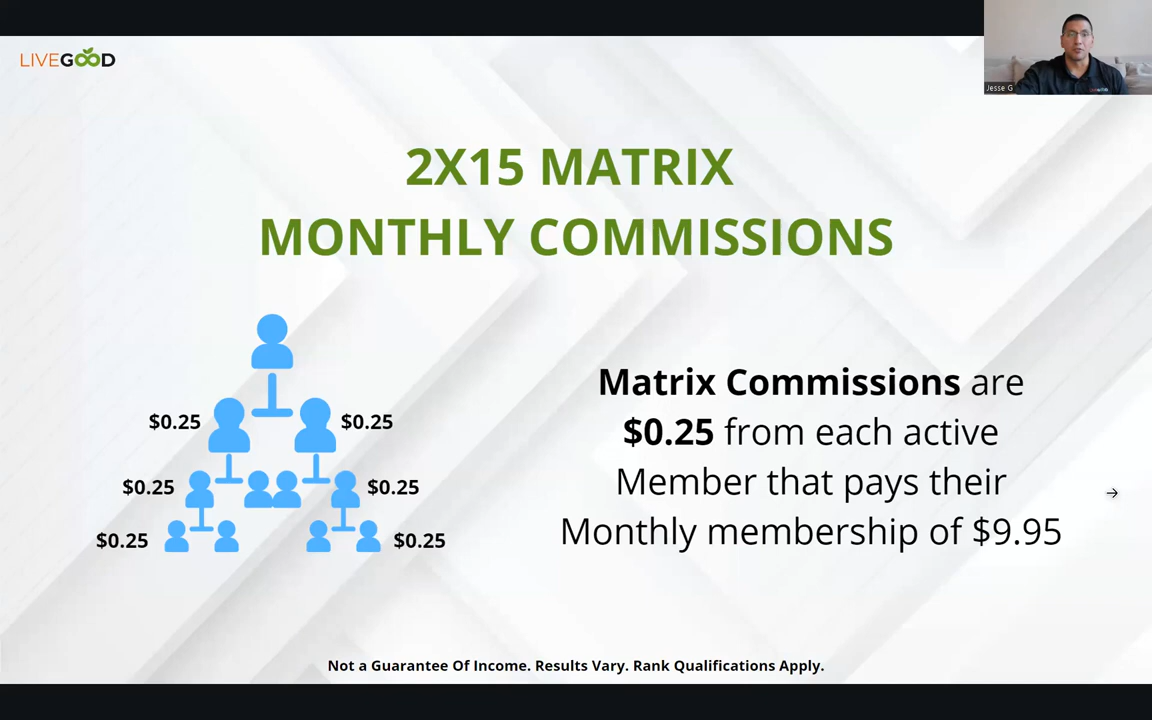 LIVEGOOD
Jesse G
2X15 MATRIX
MONTHLY COMMISSIONS
$0.25 $0.25
$0.25 $0.25
$0.25 $0.25
Matrix Commissions are
$0.25 from each active
Member that pays their
Monthly membership of $9.95
Not a Guarantee Of Income. Results Vary. Rank Qualifications Apply.